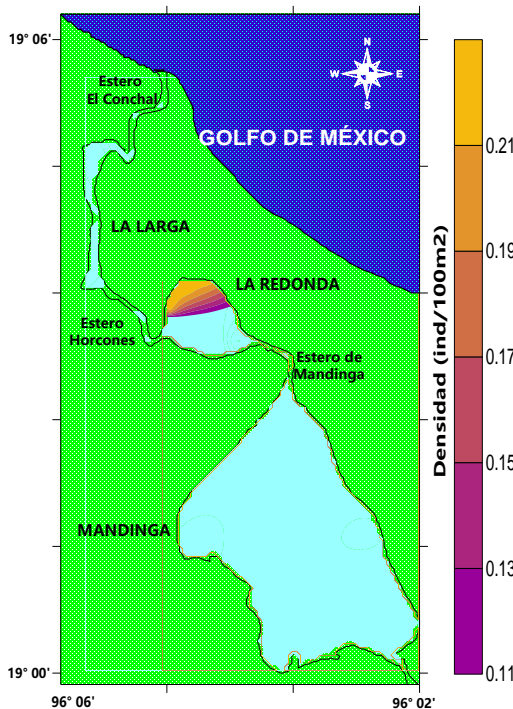 19° 06'
Estero
El Conchal
N
W
E
S
GOLFO DE MÉXICO
LA LARGA
LA REDONDA
Estero
Horcones
Estero de
Mandinga
MANDINGA
19° 00'
96° 06'
96° 02'
Densidad (ind/100m2)
0.21
0.19
0.17
0.15
0.13
0.11